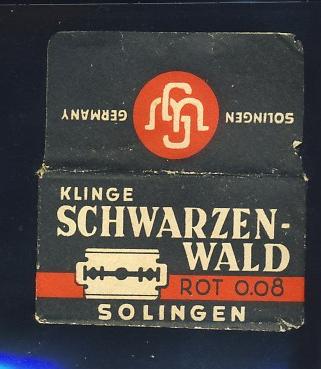 SOLINGEN GERMANY
KLINGE
SCHWARZEN-
WALD
ROT 0.08
SOLINGEN